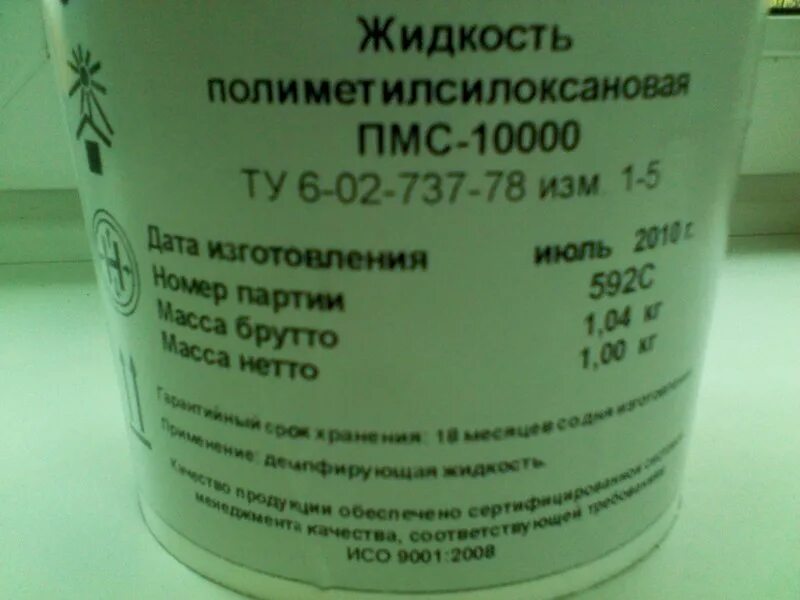 Жидкость
полиметилсилоксановая
ПМС-10000
ТУ 6-02-737-78 изм. 1-5
Дата изготовления июль 2010 г.
Номер партии 592С
Масса брутто 1,04 кг
Масса нетто 1,00 кг
Гарантийный срок хранения: 18 месяцев со дня изготовления
Применение: демпфирующая жидкость.
Качество продукции обеспечено сертифицированной системой
менеджмента качества, соответствующей требованиям
ИСО 9001:2008